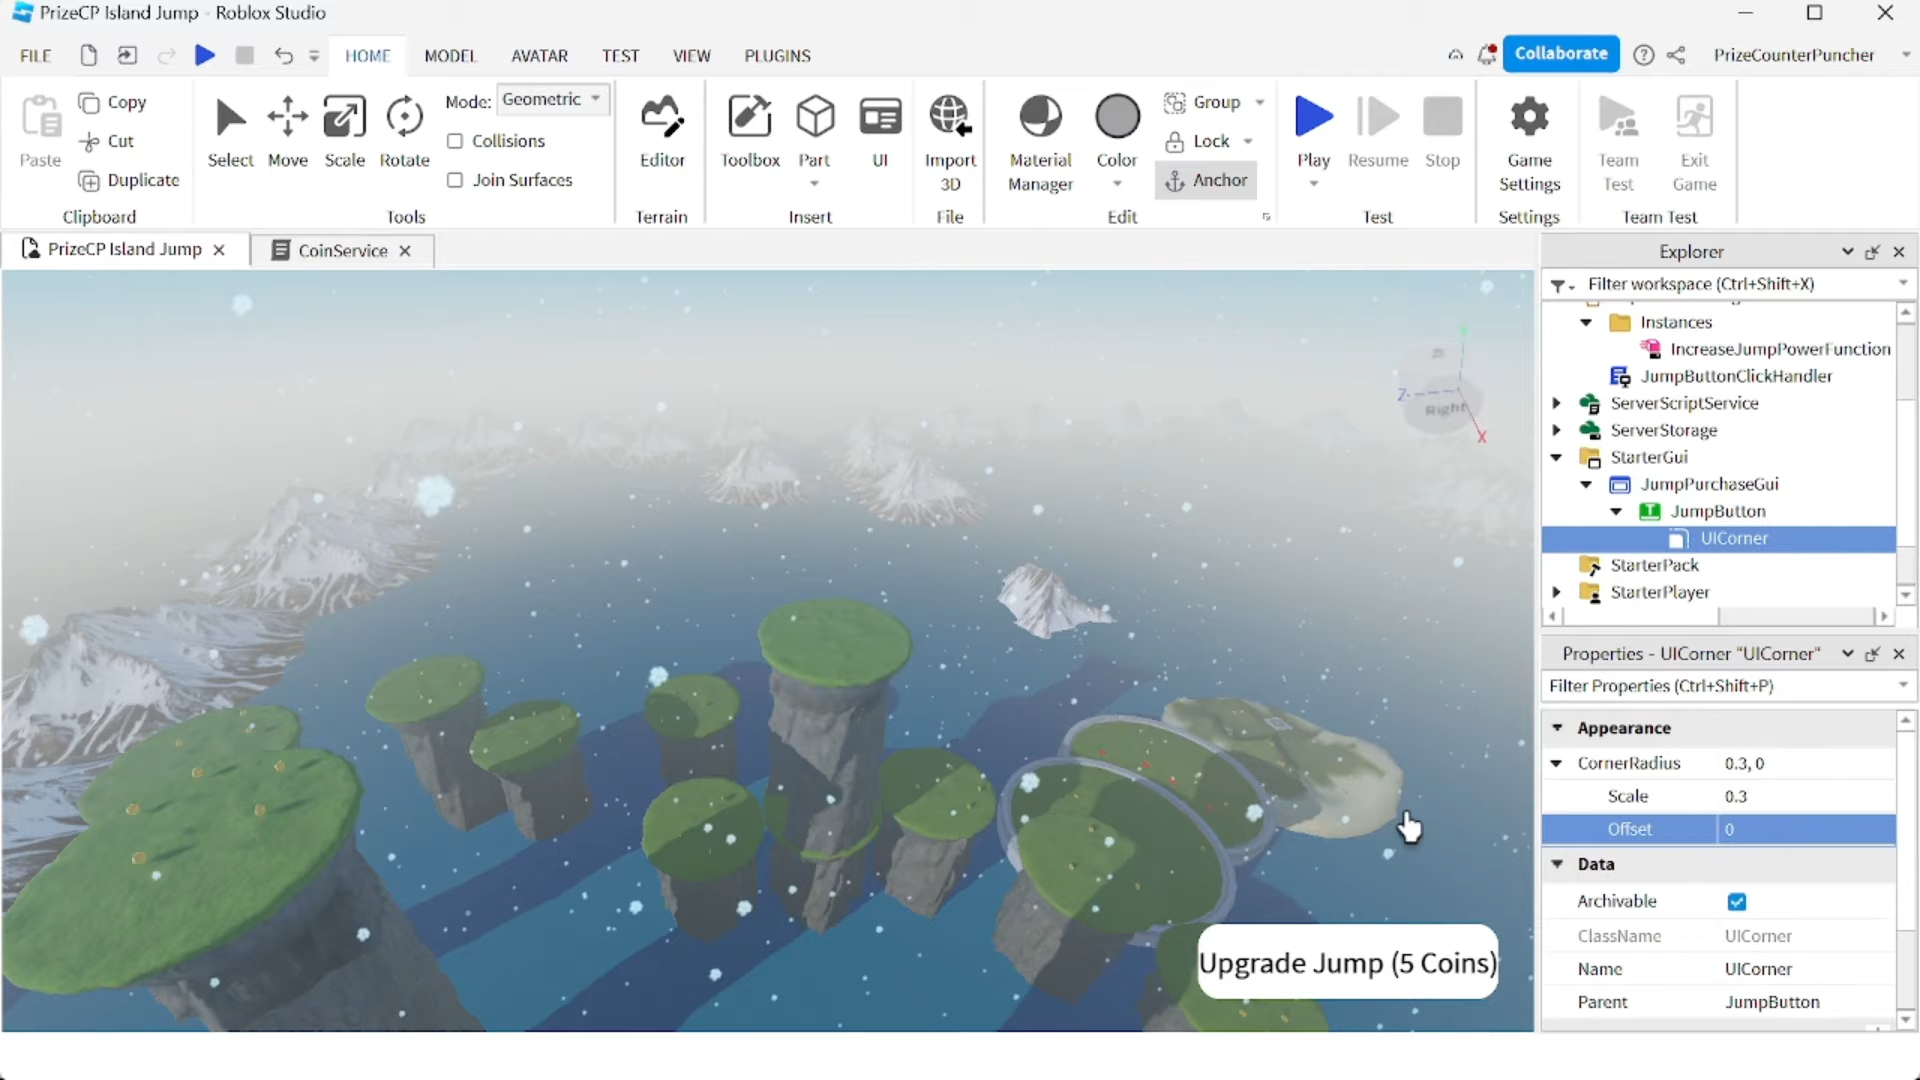 PrizeCP Island Jump - Roblox Studio
FILE
HOME
MODEL
AVATAR
TEST
VIEW
PLUGINS
Collaborate
PrizeCounterPuncher
Paste
Copy
Cut
Duplicate
Clipboard
Select
Move
Scale
Rotate
Mode: Geometric
Collisions
Join Surfaces
Tools
Editor
Terrain
Toolbox
Part
UI
Insert
Import
3D
File
Material
Manager
Color
Group
Lock
Anchor
Edit
Play
Resume
Stop
Test
Game
Settings
Settings
Team
Test
Exit
Game
Team Test
PrizeCP Island Jump
CoinService
Z
Right
X
Upgrade Jump (5 Coins)
Explorer
Filter workspace (Ctrl+Shift+X)
Instances
IncreaseJumpPowerFunction
JumpButtonClickHandler
ServerScriptService
ServerStorage
StarterGui
JumpPurchaseGui
JumpButton
UICorner
StarterPack
StarterPlayer
Properties - UICorner "UICorner"
Filter Properties (Ctrl+Shift+P)
Appearance
CornerRadius 0.3, 0
Scale 0.3
Offset 0
Data
Archivable
ClassName UICorner
Name UICorner
Parent JumpButton